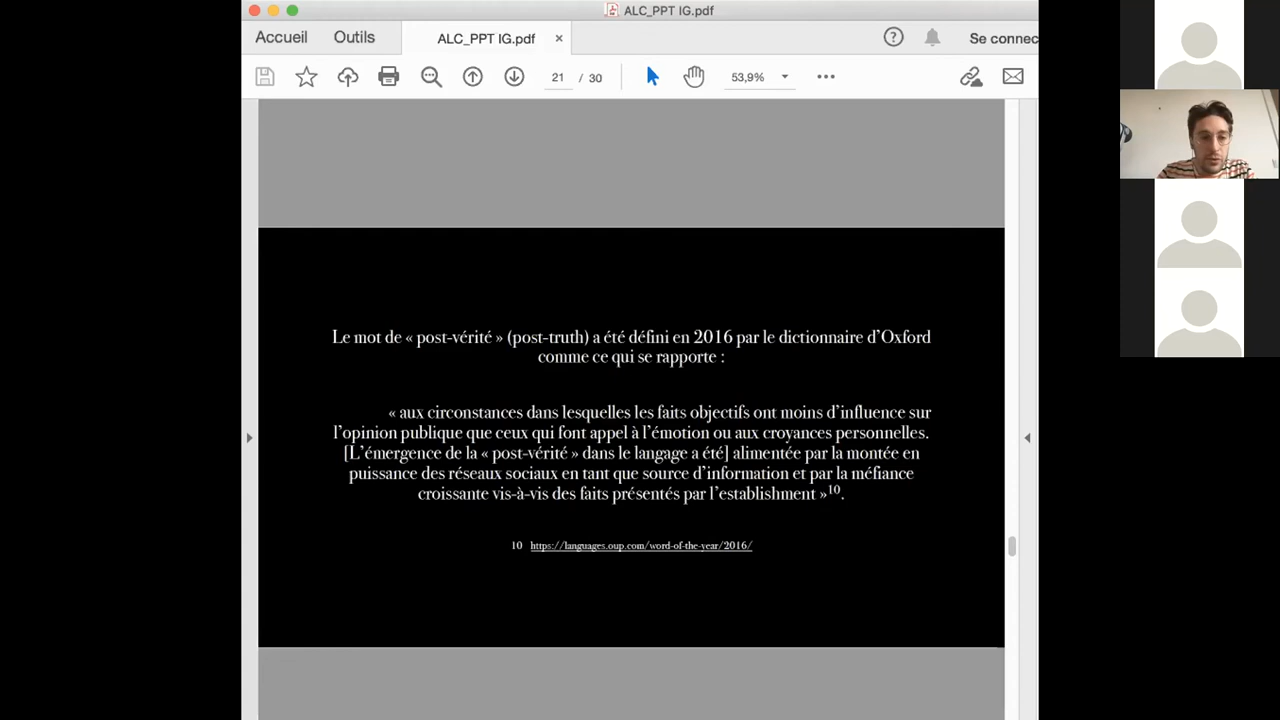 ALC_PPT IG.pdf
Accueil
Outils
ALC_PPT IG.pdf ×
?
Se connec
21 / 30
53,9%
Le mot de « post-vérité » (post-truth) a été défini en 2016 par le dictionnaire d’Oxford
comme ce qui se rapporte :
« aux circonstances dans lesquelles les faits objectifs ont moins d’influence sur
l’opinion publique que ceux qui font appel à l’émotion ou aux croyances personnelles.
[L’émergence de la « post-vérité » dans le langage a été] alimentée par la montée en
puissance des réseaux sociaux en tant que source d’information et par la méfiance
croissante vis-à-vis des faits présentés par l’establishment »10.
10 https://languages.oup.com/word-of-the-year/2016/